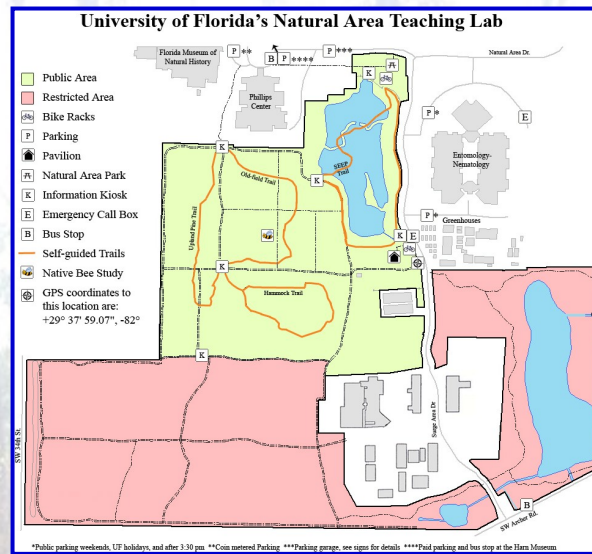 University of Florida's Natural Area Teaching Lab
Florida Museum of
Natural History
P **
B P ****
P ***
Natural Area Dr.
Phillips
Center
K
P *
E
Entomology-
Nematology
SEEP
Trail
K
Old-field Trail
K
Upland Pine Trail
P *
Greenhouses
K E
K
Hammock Trail
K
Surge Area Dr.
SW 34th St.
B
SW Archer Rd.
Public Area
Restricted Area
Bike Racks
P Parking
Pavilion
Natural Area Park
K Information Kiosk
E Emergency Call Box
B Bus Stop
Self-guided Trails
Native Bee Study
GPS coordinates to
this location are:
+29° 37' 59.07", -82°
*Public parking weekends, UF holidays, and after 3:30 pm **Coin metered Parking ***Parking garage, see signs for details ****Paid parking and bus stop at the Harn Museum